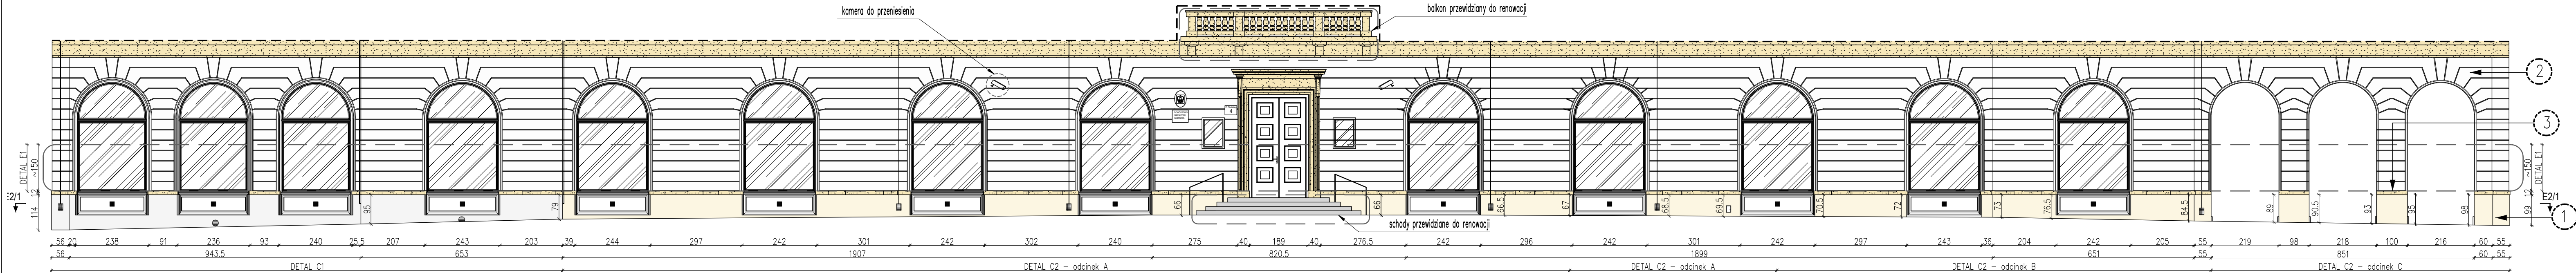 kamera do przeniesienia
balkon przewidziany do renowacji
2
3
1
4
DETAL E1
~150
12
114
E2/1
95
79
66
66
66.5
67
68.5
69.5
70.5
72
73
76.5
84.5
89
90.5
93
95
98
99
12
~150
DETAL E1
E2/1
schody przewidziane do renowacji
56 20 238 91 236 93 240 25.5 207 243 203 39 244 297 242 301 242 302 240 275 40 189 40 276.5 242 296 242 301 242 297 243 36 204 242 205 55 219 98 218 100 216 60 55
56 943.5 653 1907 820.5 1899 651 55 851 60 55
DETAL C1 DETAL C2 – odcinek A DETAL C2 – odcinek A DETAL C2 – odcinek B DETAL C2 – odcinek C